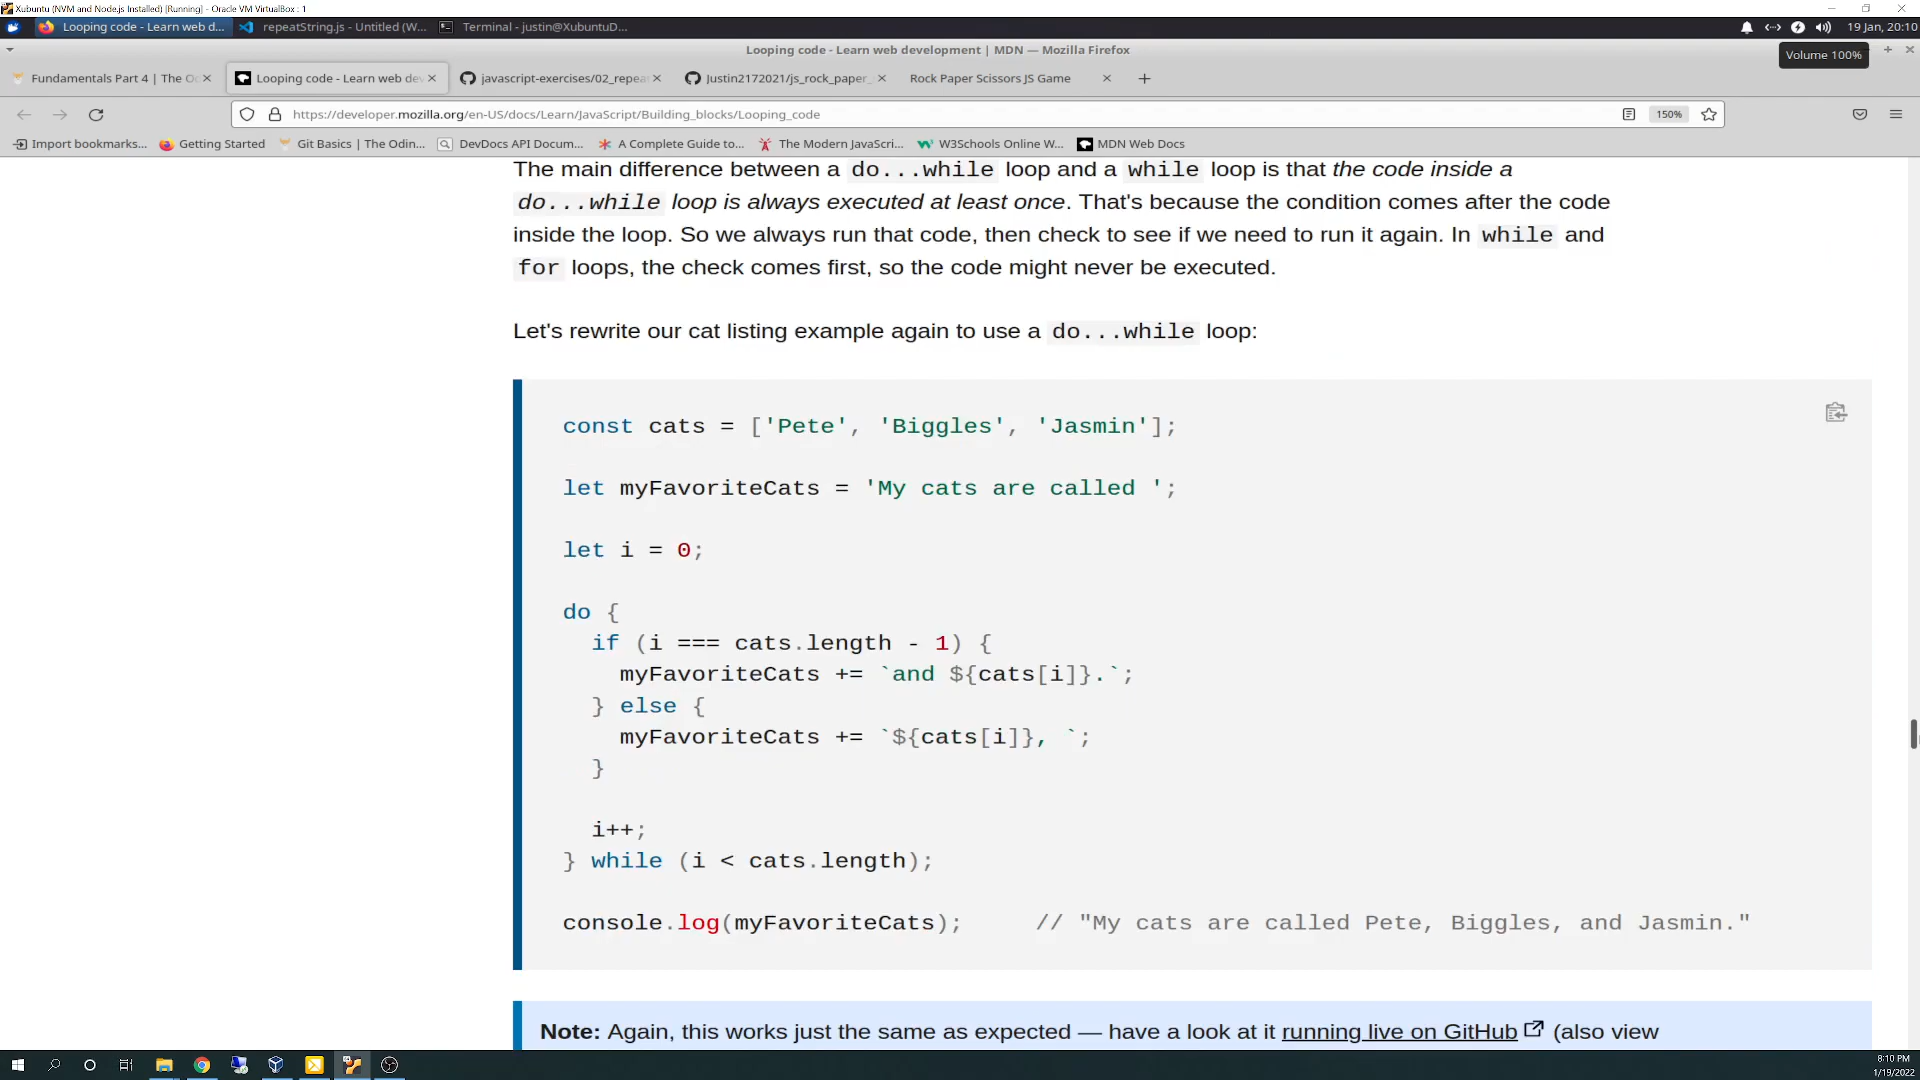 Xubuntu (NVM and Node.js Installed) [Running] - Oracle VM VirtualBox : 1
Looping code - Learn web d... repeatString.js - Untitled (W... Terminal - justin@XubuntuD... 19 Jan, 20:10
Looping code - Learn web development | MDN — Mozilla Firefox
Volume 100%
Fundamentals Part 4 | The O Looping code - Learn web dev javascript-exercises/02_repea Justin2172021/js_rock_paper_ Rock Paper Scissors JS Game
https://developer.mozilla.org/en-US/docs/Learn/JavaScript/Building_blocks/Looping_code 150%
Import bookmarks... Getting Started Git Basics | The Odin... DevDocs API Docum... A Complete Guide to... The Modern JavaScri... W3Schools Online W... MDN Web Docs
The main difference between a do...while loop and a while loop is that the code inside a
do...while loop is always executed at least once. That's because the condition comes after the code
inside the loop. So we always run that code, then check to see if we need to run it again. In while and
for loops, the check comes first, so the code might never be executed.
Let's rewrite our cat listing example again to use a do...while loop:
const cats = ['Pete', 'Biggles', 'Jasmin'];
let myFavoriteCats = 'My cats are called ';
let i = 0;
do {
if (i === cats.length - 1) {
myFavoriteCats += `and ${cats[i]}.`;
} else {
myFavoriteCats += `${cats[i]}, `;
}
i++;
} while (i < cats.length);
console.log(myFavoriteCats); // "My cats are called Pete, Biggles, and Jasmin."
Note: Again, this works just the same as expected — have a look at it running live on GitHub (also view
8:10 PM
1/19/2022